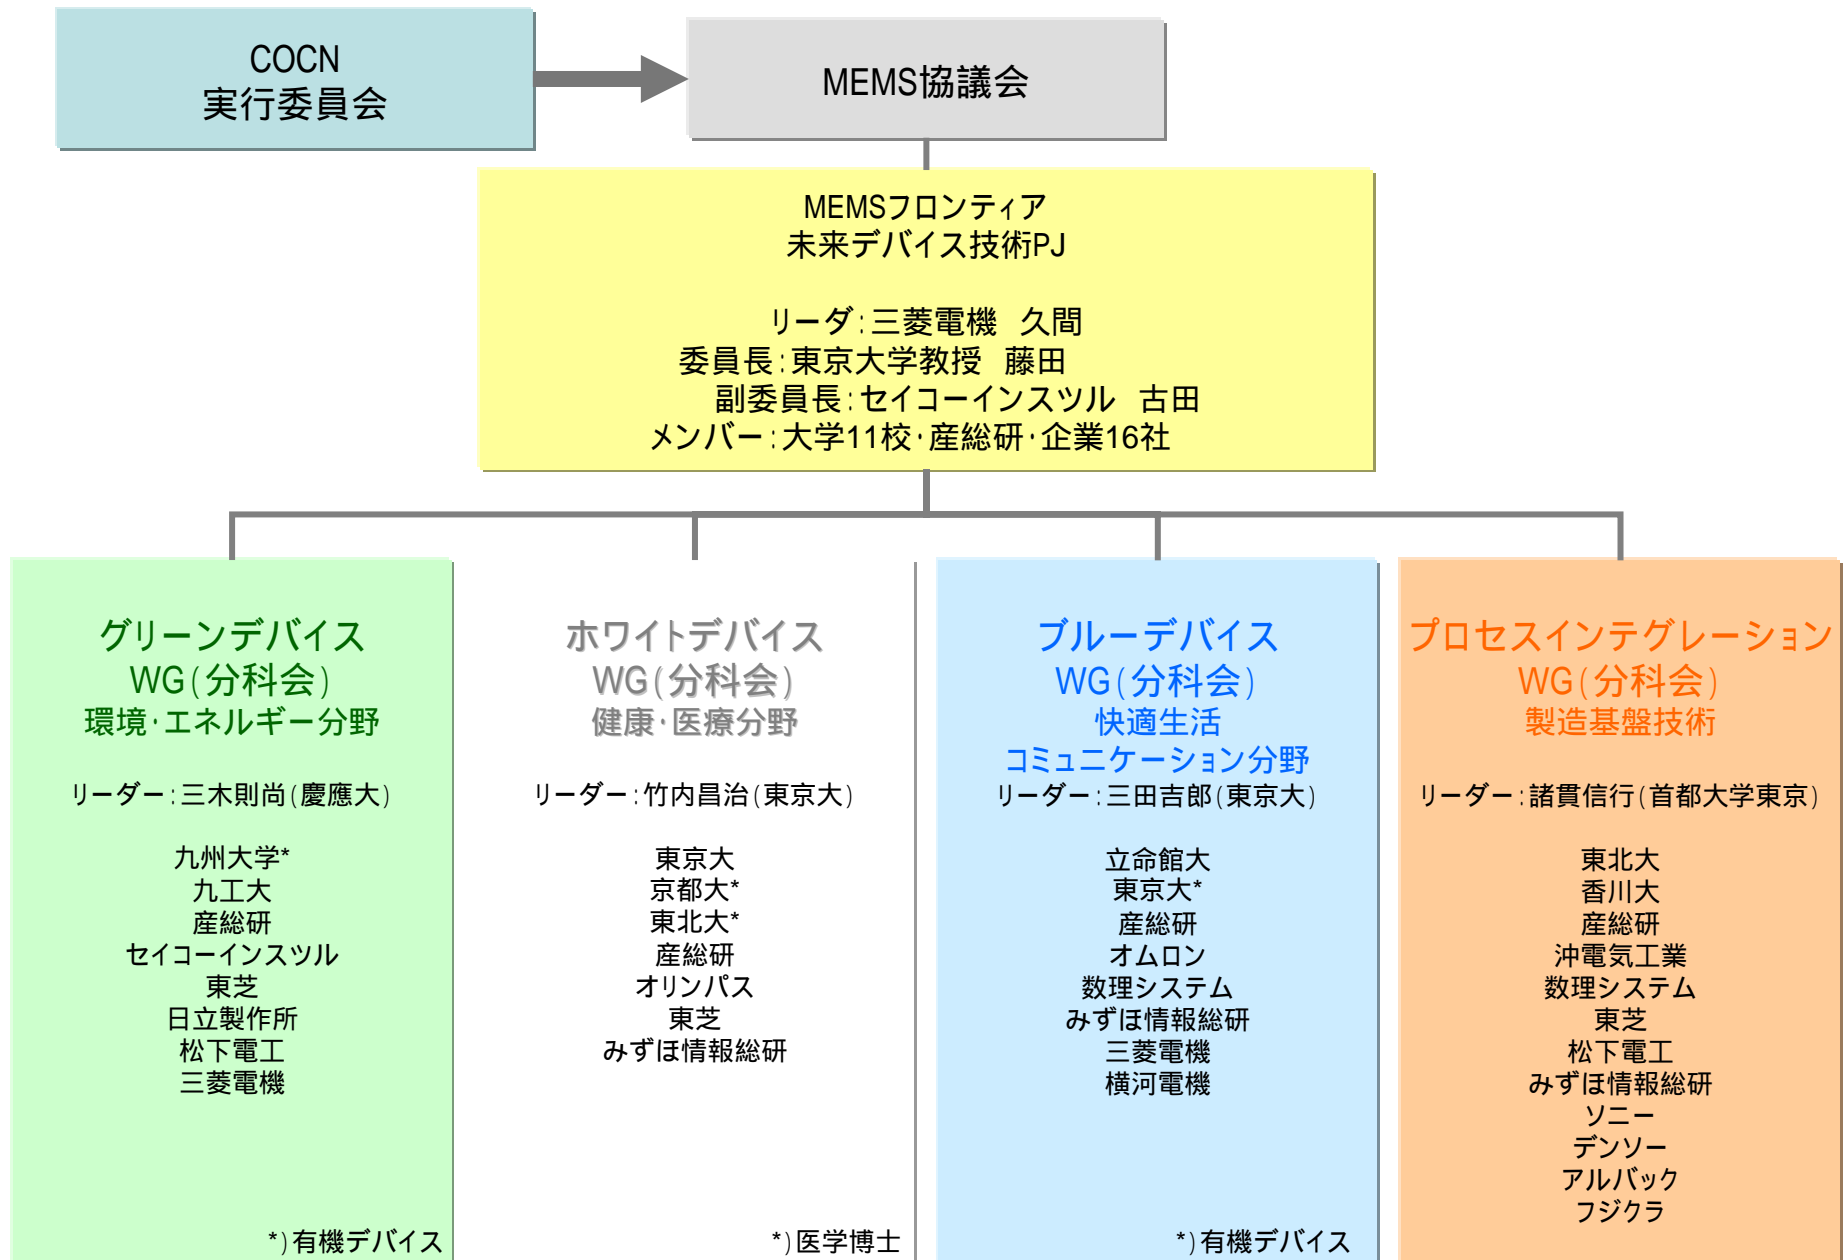 COCN
実行委員会
MEMS協議会
MEMSフロンティア
未来デバイス技術PJ
リーダ:三菱電機　久間
委員長:東京大学教授　藤田
副委員長:セイコーインスツル　古田
メンバー:大学11校･産総研･企業16社
グリーンデバイス
WG(分科会)
環境･エネルギー分野
リーダー:三木則尚(慶應大)
九州大学*
九工大
産総研
セイコーインスツル
東芝
日立製作所
松下電工
三菱電機
*)有機デバイス
ホワイトデバイス
WG(分科会)
健康･医療分野
リーダー:竹内昌治(東京大)
東京大
京都大*
東北大*
産総研
オリンパス
東芝
みずほ情報総研
*)医学博士
ブルーデバイス
WG(分科会)
快適生活
コミュニケーション分野
リーダー:三田吉郎(東京大)
立命館大
東京大*
産総研
オムロン
数理システム
みずほ情報総研
三菱電機
横河電機
*)有機デバイス
プロセスインテグレーション
WG(分科会)
製造基盤技術
リーダー:諸貫信行(首都大学東京)
東北大
香川大
産総研
沖電気工業
数理システム
東芝
松下電工
みずほ情報総研
ソニー
デンソー
アルバック
フジクラ